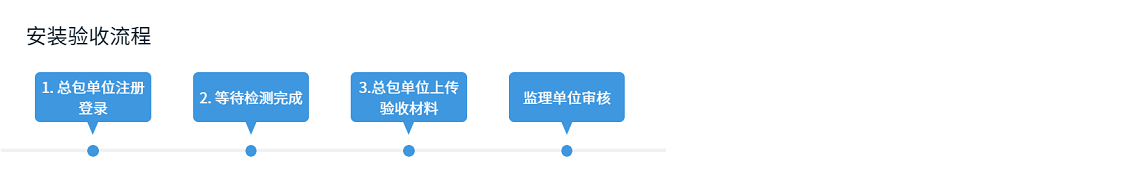 安装验收流程
1. 总包单位注册
登录
2. 等待检测完成
3.总包单位上传
验收材料
监理单位审核